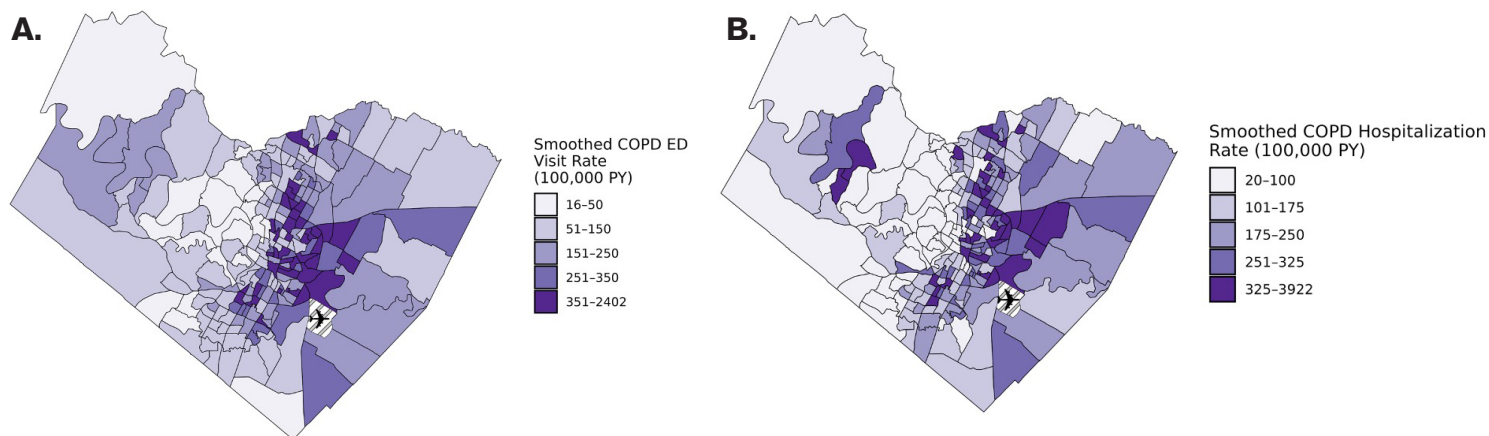 A.
Smoothed COPD ED
Visit Rate
(100,000 PY)
16–50
51–150
151–250
251–350
351–2402
B.
Smoothed COPD Hospitalization
Rate (100,000 PY)
20–100
101–175
175–250
251–325
325–3922